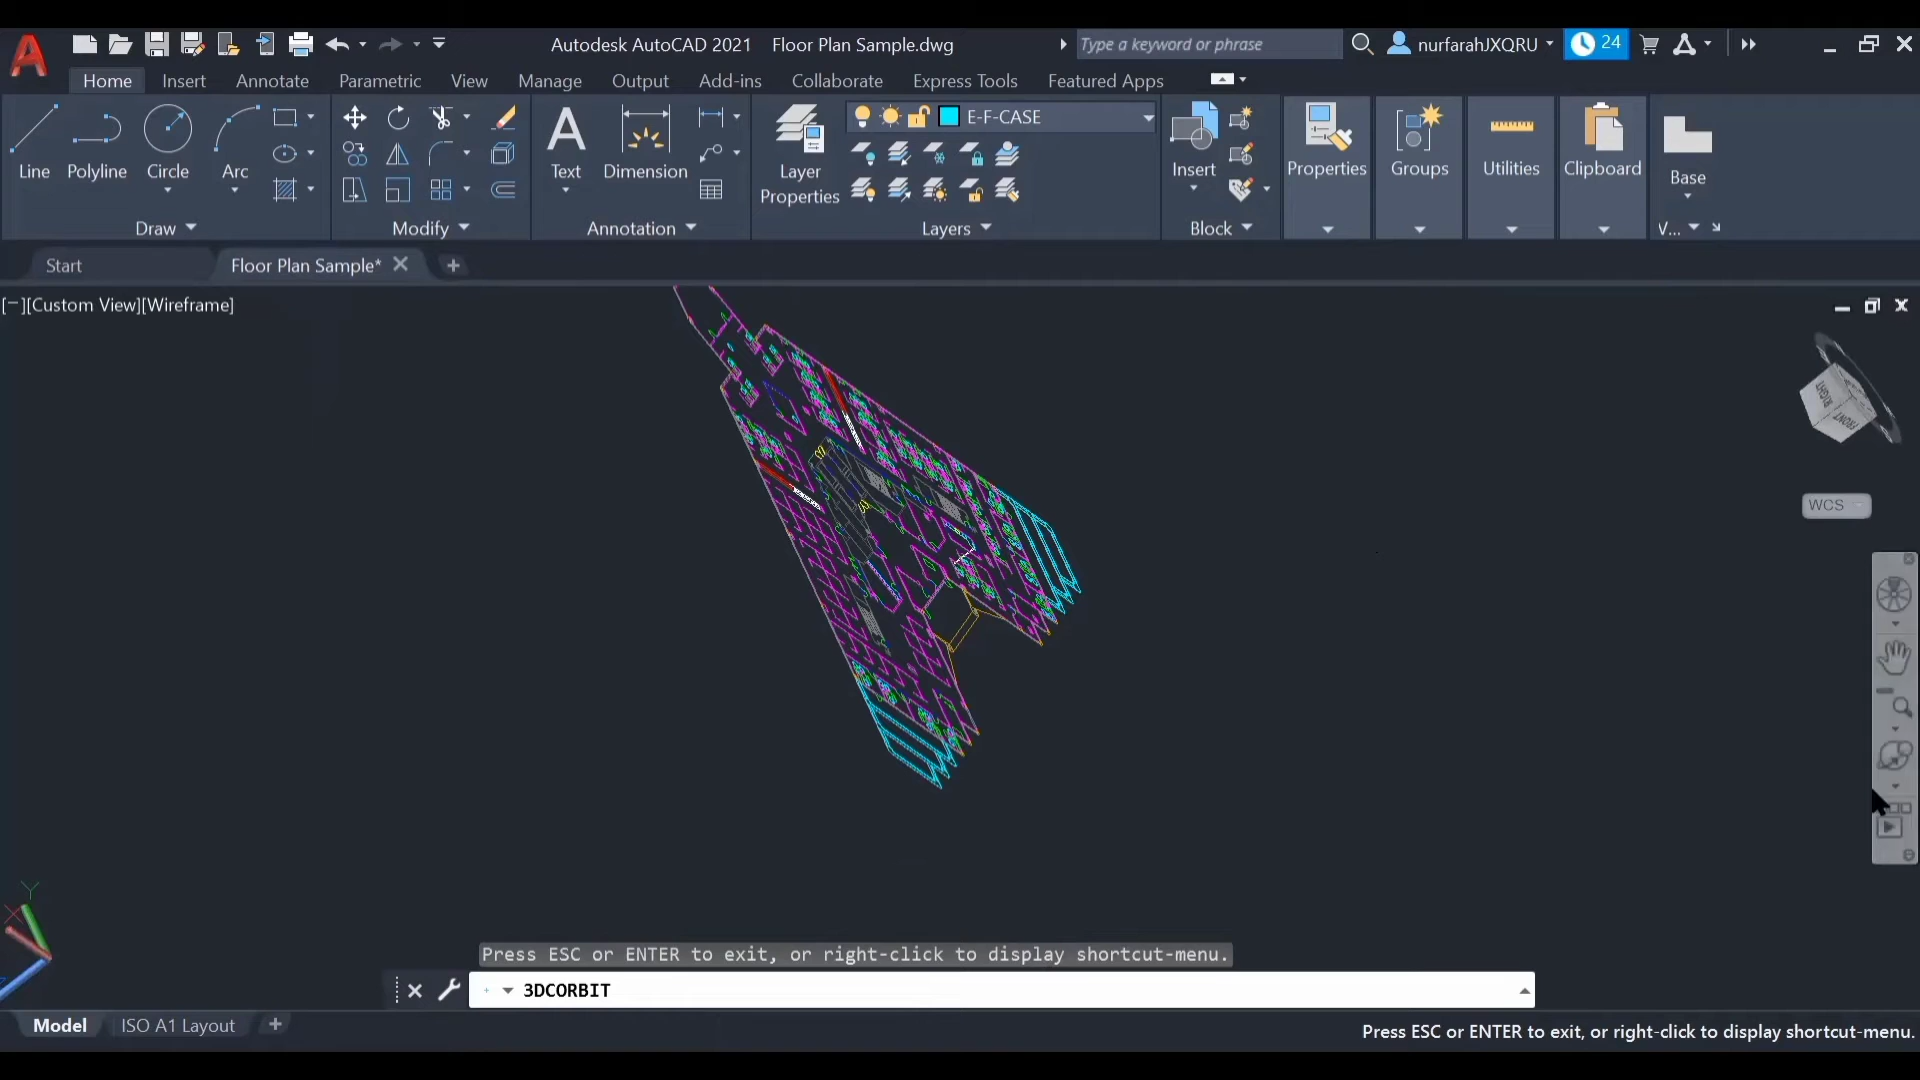 Autodesk AutoCAD 2021 Floor Plan Sample.dwg
Type a keyword or phrase
nurfarahJXQRU
24
Home Insert Annotate Parametric View Manage Output Add-ins Collaborate Express Tools Featured Apps
E-F-CASE
Line Polyline Circle Arc
Text Dimension
Layer
Properties
Insert
Properties
Groups
Utilities
Clipboard
Base
Draw Modify Annotation Layers Block V...
Start
Floor Plan Sample*
[−][Custom View][Wireframe]
RIGHT
FRONT
WCS
Y
X
Press ESC or ENTER to exit, or right-click to display shortcut-menu.
3DCORBIT
Model
ISO A1 Layout
Press ESC or ENTER to exit, or right-click to display shortcut-menu.